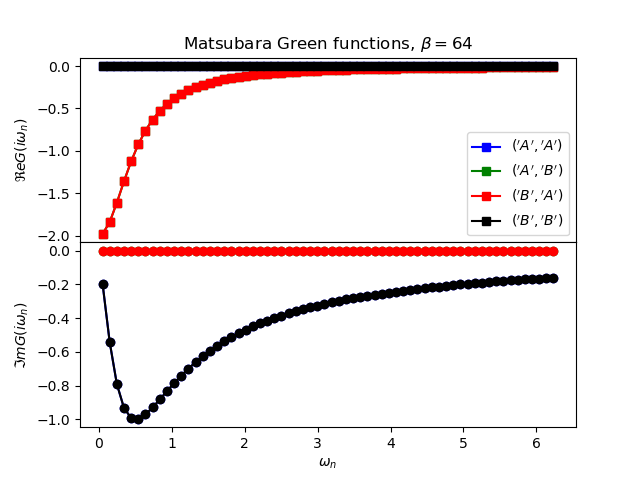 Matsubara Green functions, β = 64
0.0
−0.5
−1.0
−1.5
−2.0
ℜeG(iωₙ)
('A', 'A')
('A', 'B')
('B', 'A')
('B', 'B')
0.0
−0.2
−0.4
−0.6
−0.8
−1.0
ℑmG(iωₙ)
0 1 2 3 4 5 6
ωₙ